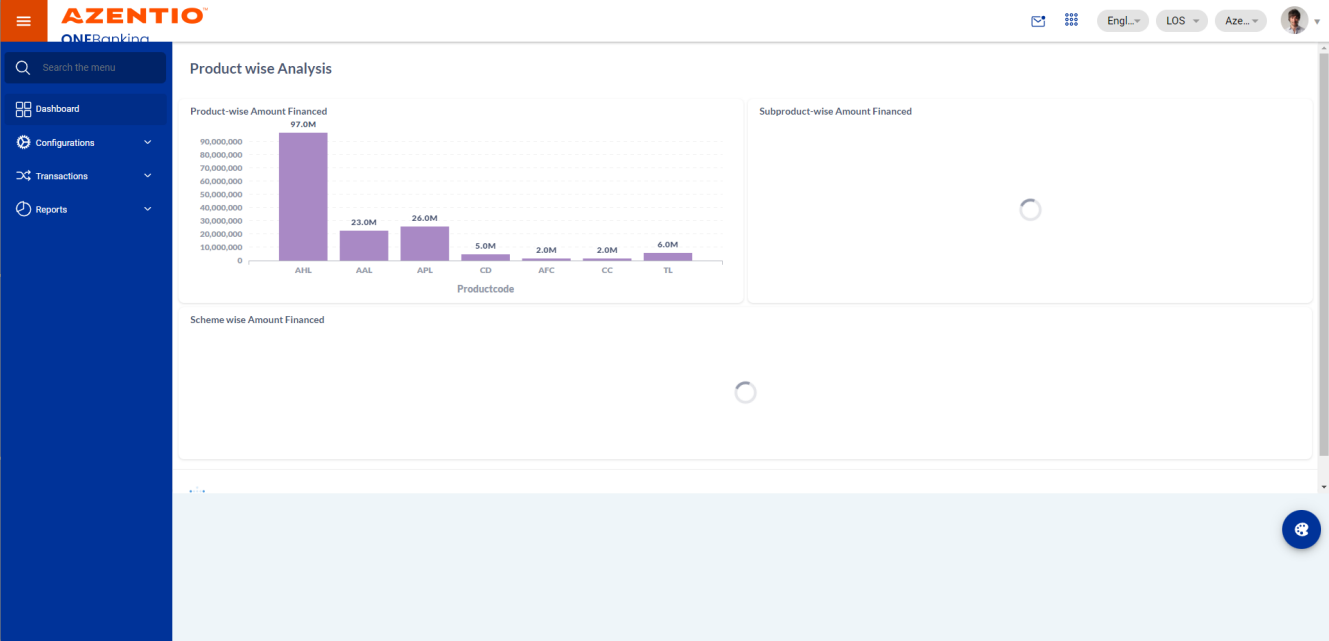 AZENTIO™
ONEBanking
Engl...
LOS
Aze...
Search the menu
Dashboard
Configurations
Transactions
Reports
Product wise Analysis
Product-wise Amount Financed
97.0M
90,000,000
80,000,000
70,000,000
60,000,000
50,000,000
40,000,000
30,000,000
20,000,000
10,000,000
0
23.0M
26.0M
5.0M
2.0M
2.0M
6.0M
AHL AAL APL CD AFC CC TL
Productcode
Subproduct-wise Amount Financed
Scheme wise Amount Financed